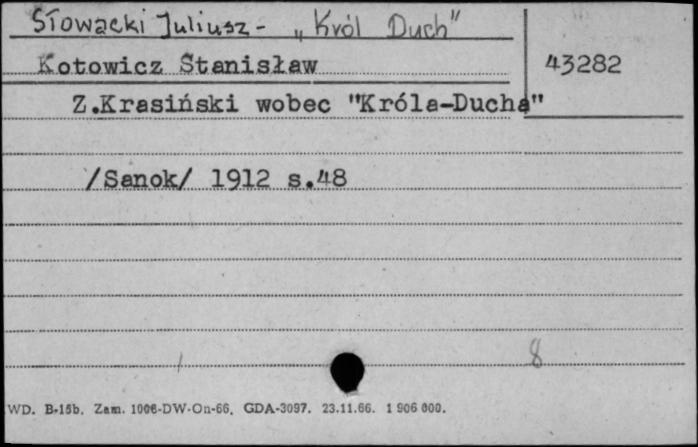 Słowacki Juliusz - "Król Duch"
Kotowicz Stanisław
43282
Z.Krasiński wobec "Króla-Ducha"
/Sanok/ 1912 s.48
8
WD. B-15b. Zam. 1006-DW-On-66. GDA-3097. 23.11.66. 1 906 000.